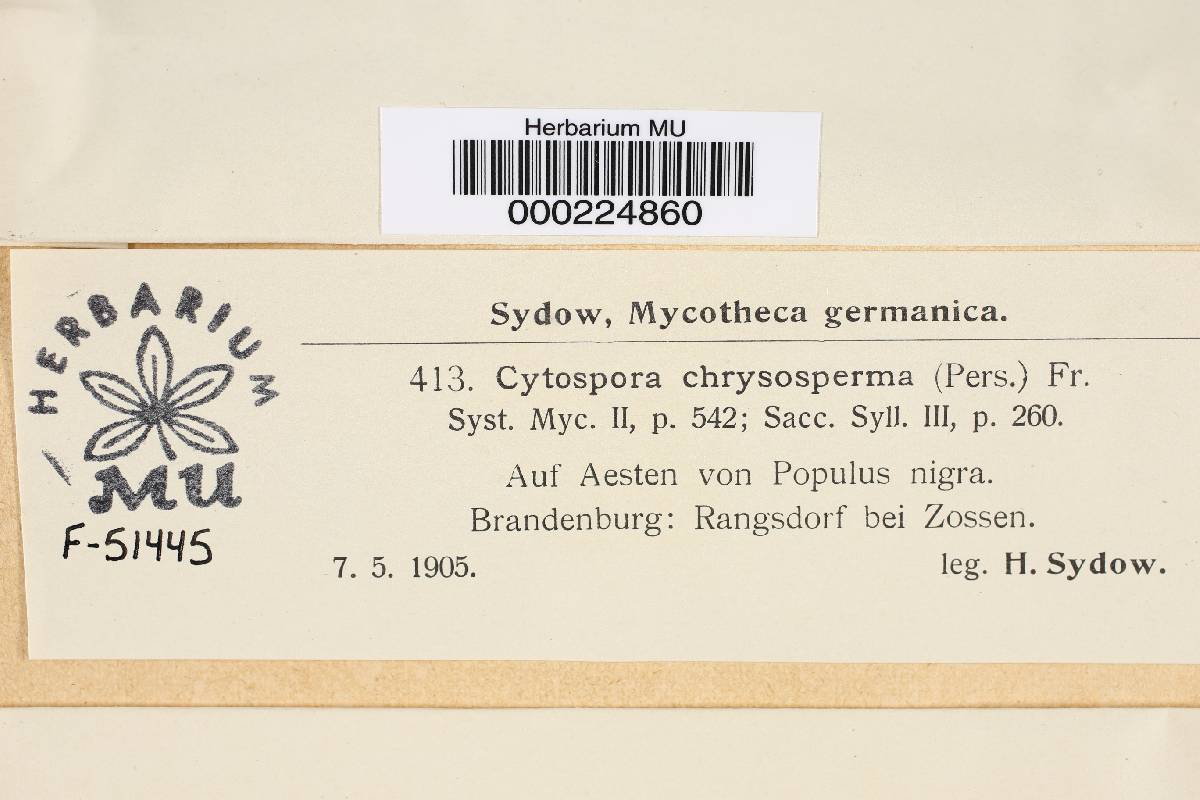 Herbarium MU
000224860
HERBARIUM
MU
F-51445
Sydow, Mycotheca germanica.
413. Cytospora chrysosperma (Pers.) Fr.
Syst. Myc. II, p. 542; Sacc. Syll. III, p. 260.
Auf Aesten von Populus nigra.
Brandenburg: Rangsdorf bei Zossen.
7. 5. 1905. leg. H. Sydow.